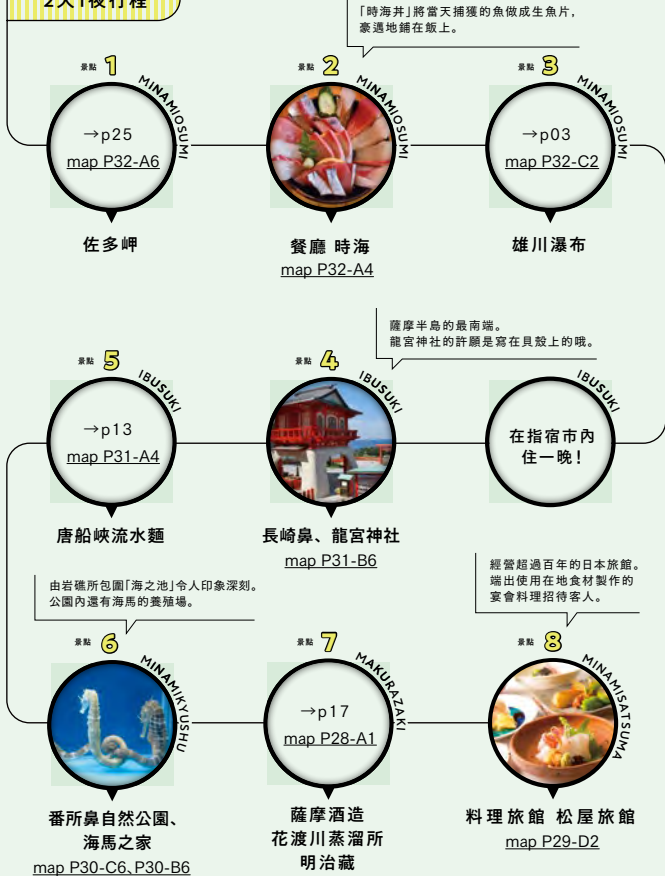 2天1夜行程
「時海丼」將當天捕獲的魚做成生魚片，
豪邁地鋪在飯上。
景點 1
MINAMIOSUMI
→p25
map P32-A6
佐多岬
景點 2
MINAMIOSUMI
餐廳 時海
map P32-A4
景點 3
MINAMIOSUMI
→p03
map P32-C2
雄川瀑布
IBUSUKI
在指宿市內
住一晚！
薩摩半島的最南端。
龍宮神社的許願是寫在貝殼上的哦。
景點 4
IBUSUKI
長崎鼻、龍宮神社
map P31-B6
景點 5
IBUSUKI
→p13
map P31-A4
唐船峽流水麵
由岩礁所包圍「海之池」令人印象深刻。
公園內還有海馬的養殖場。
景點 6
MINAMIKYUSHU
番所鼻自然公園、
海馬之家
map P30-C6、P30-B6
景點 7
MAKURAZAKI
→p17
map P28-A1
薩摩酒造
花渡川蒸溜所
明治藏
經營超過百年的日本旅館。
端出使用在地食材製作的
宴會料理招待客人。
景點 8
MINAMISATSUMA
料理旅館 松屋旅館
map P29-D2